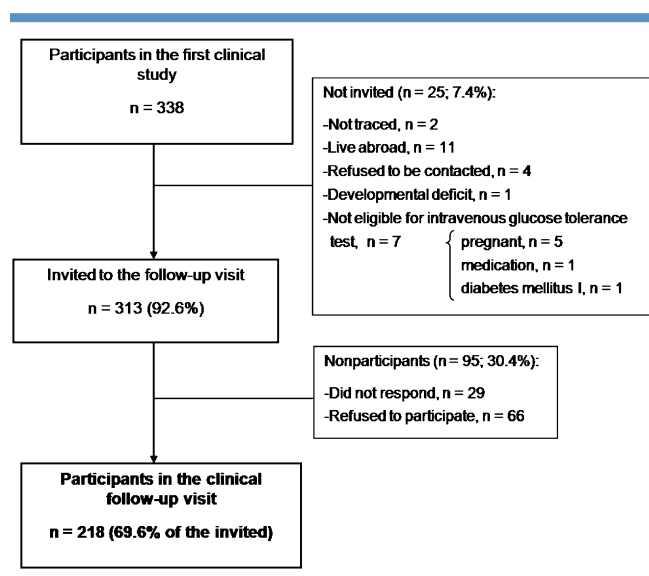 Participants in the first clinical
study
n = 338
Not invited (n = 25; 7.4%):
-Not traced, n = 2
-Live abroad, n = 11
-Refused to be contacted, n = 4
-Developmental deficit, n = 1
-Not eligible for intravenous glucose tolerance
test, n = 7
pregnant, n = 5
medication, n = 1
diabetes mellitus I, n = 1
Invited to the follow-up visit
n = 313 (92.6%)
Nonparticipants (n = 95; 30.4%):
-Did not respond, n = 29
-Refused to participate, n = 66
Participants in the clinical
follow-up visit
n = 218 (69.6% of the invited)